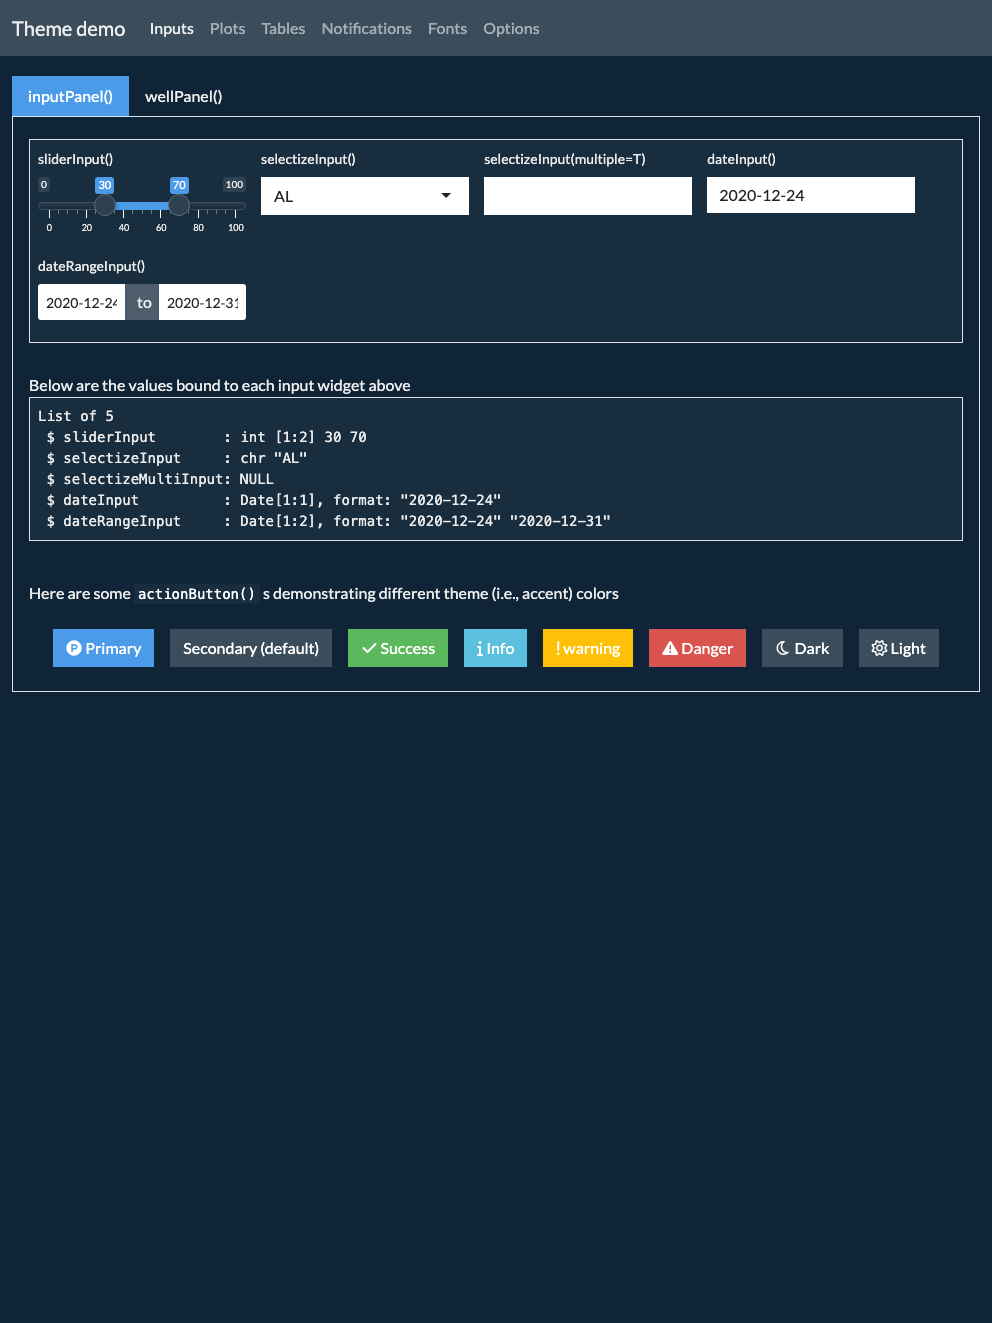 Theme demo Inputs Plots Tables Notifications Fonts Options
inputPanel() wellPanel()
sliderInput() selectizeInput() selectizeInput(multiple=T) dateInput()
0 30 70 100
AL 2020-12-24
0 20 40 60 80 100
dateRangeInput()
2020-12-24 to 2020-12-31
Below are the values bound to each input widget above
List of 5
$ sliderInput : int [1:2] 30 70
$ selectizeInput : chr "AL"
$ selectizeMultiInput: NULL
$ dateInput : Date[1:1], format: "2020-12-24"
$ dateRangeInput : Date[1:2], format: "2020-12-24" "2020-12-31"
Here are some actionButton() s demonstrating different theme (i.e., accent) colors
Primary Secondary (default) Success Info warning Danger Dark Light